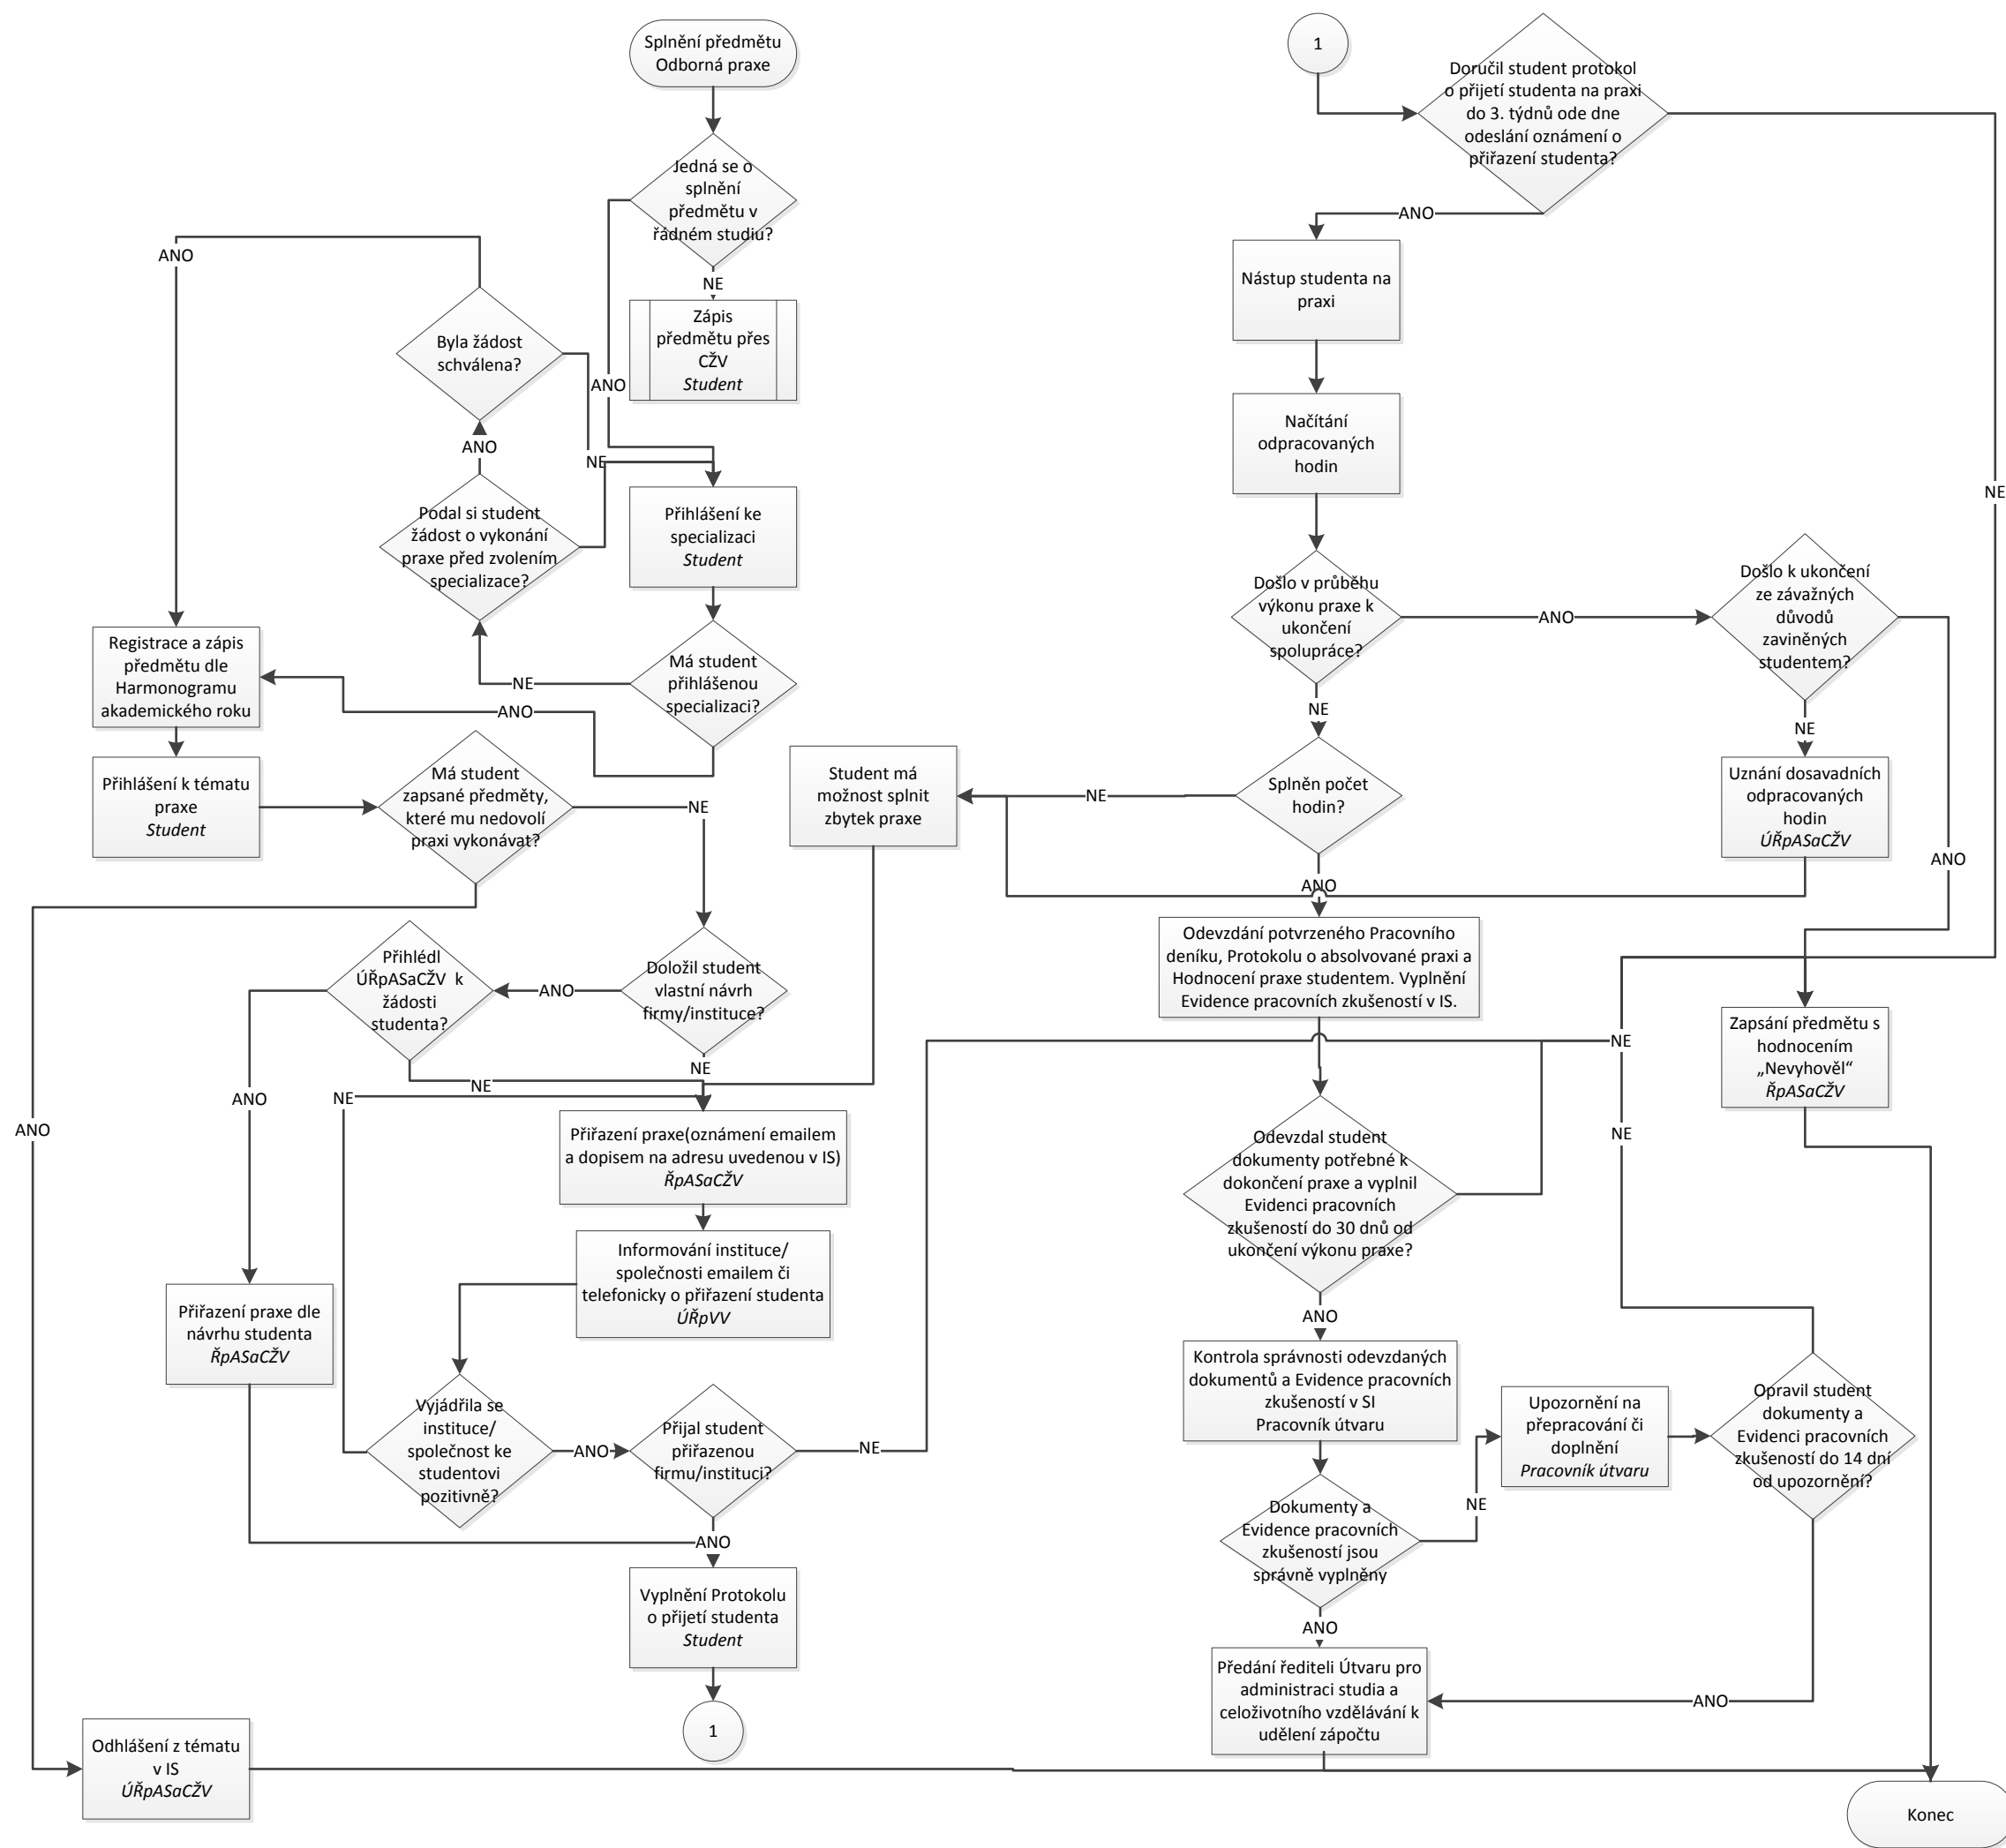 Splnění předmětu
Odborná praxe
Jedná se o
splnění
předmětu v
řádném studiu?
NE
ANO
Zápis
předmětu přes
CŽV
Student
ANO
Byla žádost
schválena?
NE
ANO
Podal si student
žádost o vykonání
praxe před zvolením
specializace?
Přihlášení ke
specializaci
Student
Má student
přihlášenou
specializaci?
NE
ANO
Registrace a zápis
předmětu dle
Harmonogramu
akademického roku
Přihlášení k tématu
praxe
Student
Má student
zapsané předměty,
které mu nedovolí
praxi vykonávat?
NE
ANO
Student má
možnost splnit
zbytek praxe
Doložil student
vlastní návrh
firmy/instituce?
ANO
NE
Přihlédl
ÚŘpASaCŽV k
žádosti
studenta?
NE
ANO
NE
Přiřazení praxe(oznámení emailem
a dopisem na adresu uvedenou v IS)
ŘpASaCŽV
Informování instituce/
společnosti emailem či
telefonicky o přiřazení studenta
ÚŘpVV
Přiřazení praxe dle
návrhu studenta
ŘpASaCŽV
Vyjádřila se
instituce/
společnost ke
studentovi
pozitivně?
ANO
Přijal student
přiřazenou
firmu/instituci?
NE
ANO
Vyplnění Protokolu
o přijetí studenta
Student
1
Odhlášení z tématu
v IS
ÚŘpASaCŽV
1
Doručil student protokol
o přijetí studenta na praxi
do 3. týdnů ode dne
odeslání oznámení o
přiřazení studenta?
ANO
NE
Nástup studenta na
praxi
Načítání
odpracovaných
hodin
Došlo v průběhu
výkonu praxe k
ukončení
spolupráce?
ANO
NE
Došlo k ukončení
ze závažných
důvodů
zaviněných
studentem?
NE
ANO
Splněn počet
hodin?
NE
ANO
Uznání dosavadních
odpracovaných
hodin
ÚŘpASaCŽV
Odevzdání potvrzeného Pracovního
deníku, Protokolu o absolvované praxi a
Hodnocení praxe studentem. Vyplnění
Evidence pracovních zkušeností v IS.
NE
Zapsání předmětu s
hodnocením
„Nevyhověl“
ŘpASaCŽV
NE
Odevzdal student
dokumenty potřebné k
dokončení praxe a vyplnil
Evidenci pracovních
zkušeností do 30 dnů od
ukončení výkonu praxe?
ANO
Kontrola správnosti odevzdaných
dokumentů a Evidence pracovních
zkušeností v SI
Pracovník útvaru
Upozornění na
přepracování či
doplnění
Pracovník útvaru
Opravil student
dokumenty a
Evidenci pracovních
zkušeností do 14 dní
od upozornění?
NE
Dokumenty a
Evidence pracovních
zkušeností jsou
správně vyplněny
ANO
Předání řediteli Útvaru pro
administraci studia a
celoživotního vzdělávání k
udělení zápočtu
ANO
Konec